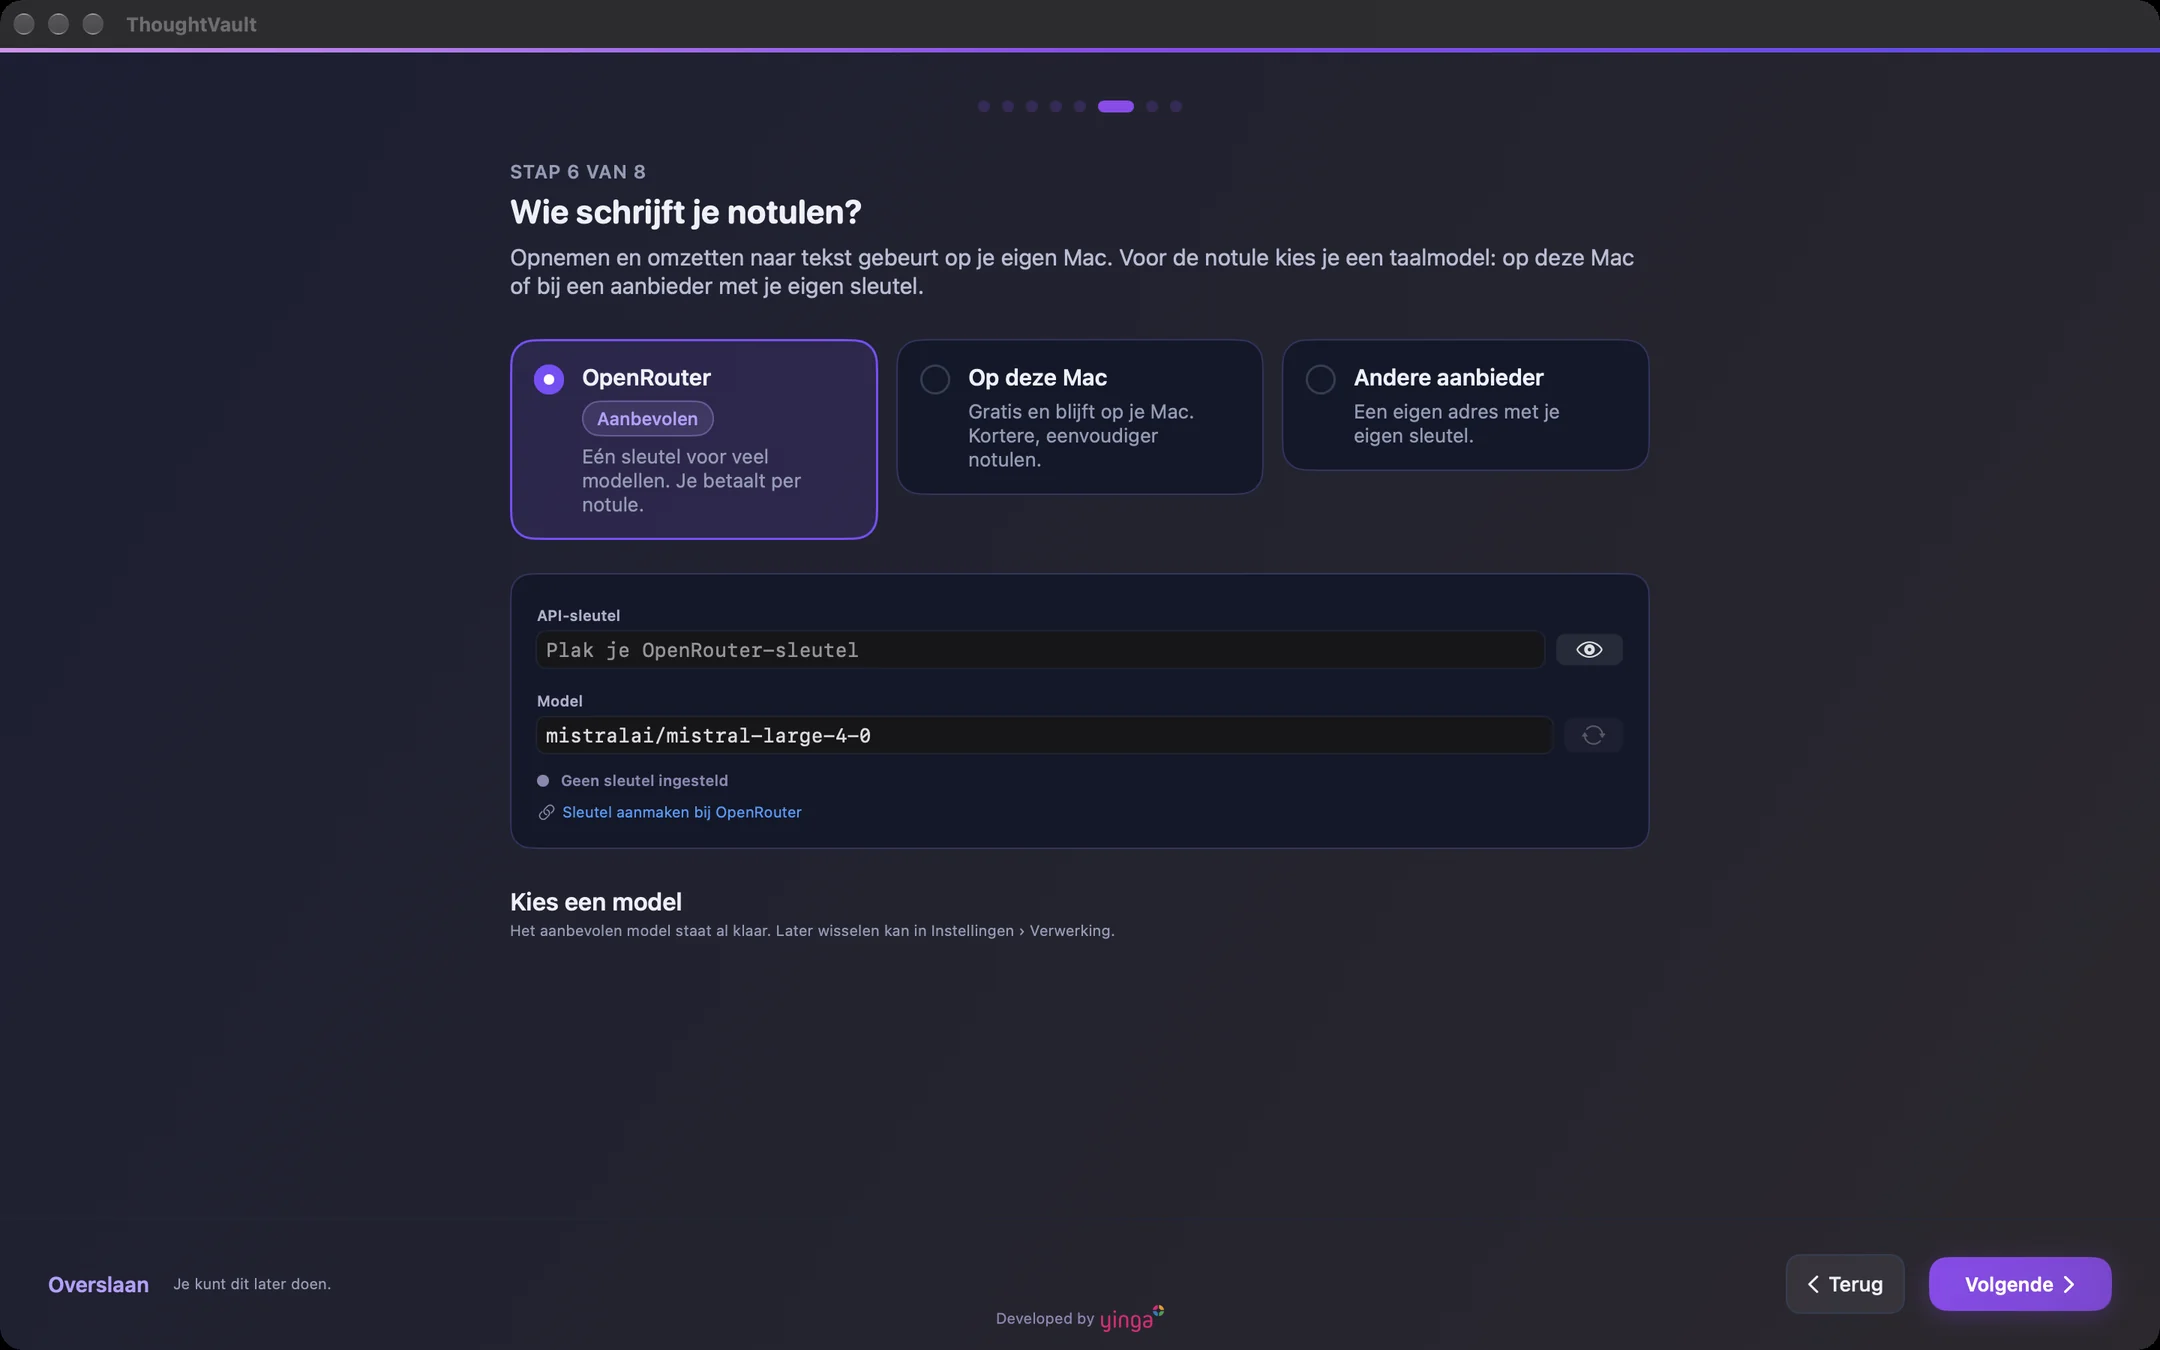 ThoughtVault
STAP 6 VAN 8
Wie schrijft je notulen?
Opnemen en omzetten naar tekst gebeurt op je eigen Mac. Voor de notule kies je een taalmodel: op deze Mac
of bij een aanbieder met je eigen sleutel.
OpenRouter
Aanbevolen
Eén sleutel voor veel
modellen. Je betaalt per
notule.
Op deze Mac
Gratis en blijft op je Mac.
Kortere, eenvoudiger
notulen.
Andere aanbieder
Een eigen adres met je
eigen sleutel.
API-sleutel
Plak je OpenRouter-sleutel
Model
mistralai/mistral-large-4-0
Geen sleutel ingesteld
Sleutel aanmaken bij OpenRouter
Kies een model
Het aanbevolen model staat al klaar. Later wisselen kan in Instellingen › Verwerking.
Overslaan
Je kunt dit later doen.
Terug
Volgende
Developed by yinga